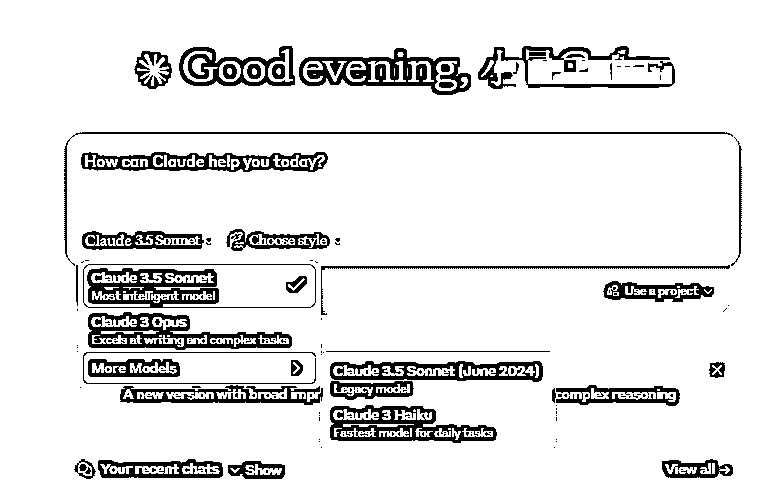 Good evening,
How can Claude help you today?
Claude 3.5 Sonnet
Choose style
Claude 3.5 Sonnet
Most intelligent model
Use a project
Claude 3 Opus
Excels at writing and complex tasks
More Models
Claude 3.5 Sonnet (June 2024)
Legacy model
A new version with broad impr
complex reasoning
Claude 3 Haiku
Fastest model for daily tasks
Your recent chats
Show
View all →